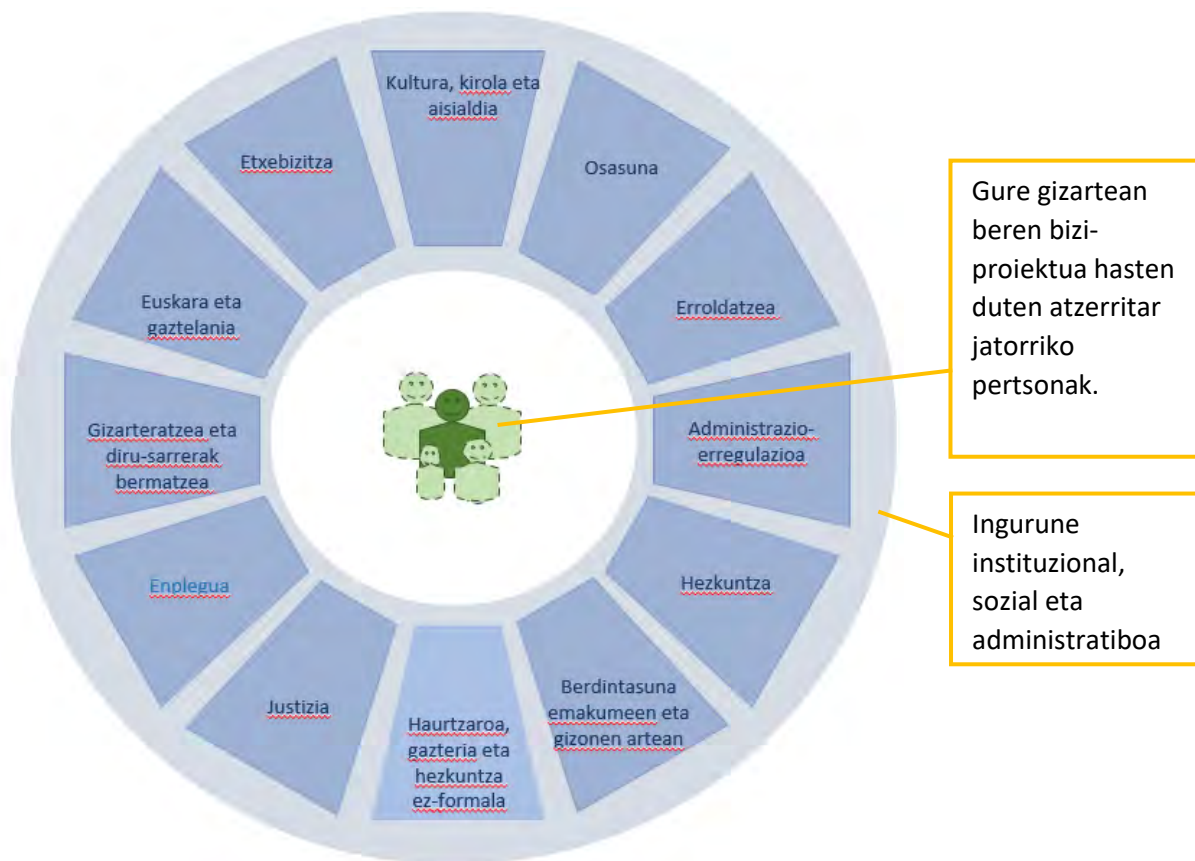 Kultura, kirola eta
aisialdia
Osasuna
Erroldatzea
Administrazio-
erregulazioa
Hezkuntza
Berdintasuna
emakumeen eta
gizonen artean
Haurtzaroa,
gazteria eta
hezkuntza
ez-formala
Justizia
Enplegua
Gizarteratzea eta
diru-sarrerak
bermatzea
Euskara eta
gaztelania
Etxebizitza
Gure gizartean
beren bizi-
proiektua hasten
duten atzerritar
jatorriko
pertsonak.
Ingurune
instituzional,
sozial eta
administratiboa